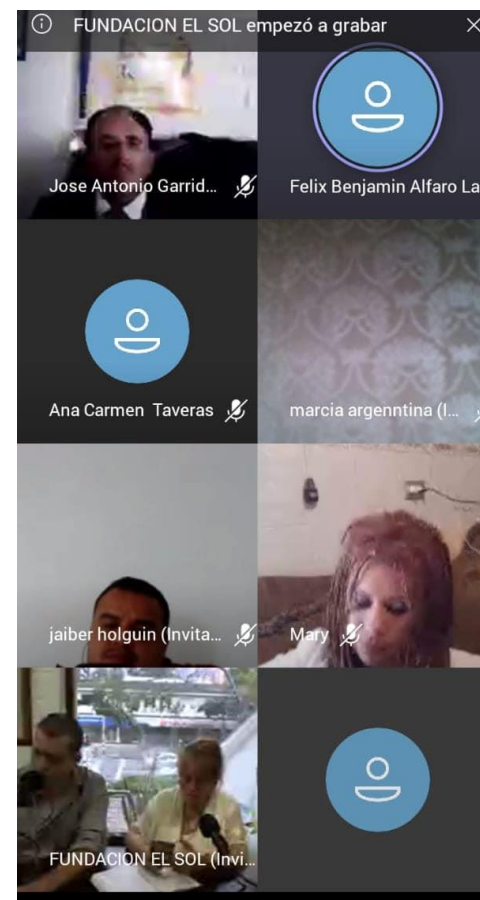 FUNDACION EL SOL empezó a grabar
Jose Antonio Garrid...
Felix Benjamin Alfaro La
Ana Carmen Taveras
marcia argenntina (I...
jaiber holguin (Invita...
Mary
FUNDACION EL SOL (Invi...